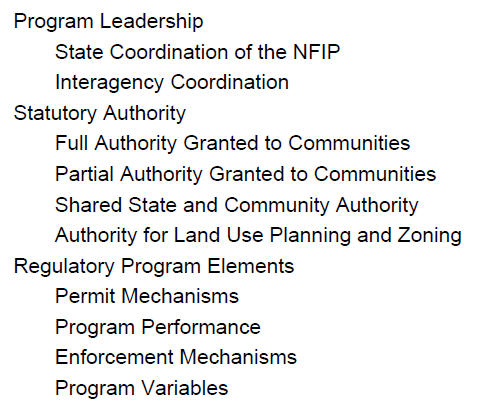 Program Leadership
State Coordination of the NFIP
Interagency Coordination
Statutory Authority
Full Authority Granted to Communities
Partial Authority Granted to Communities
Shared State and Community Authority
Authority for Land Use Planning and Zoning
Regulatory Program Elements
Permit Mechanisms
Program Performance
Enforcement Mechanisms
Program Variables